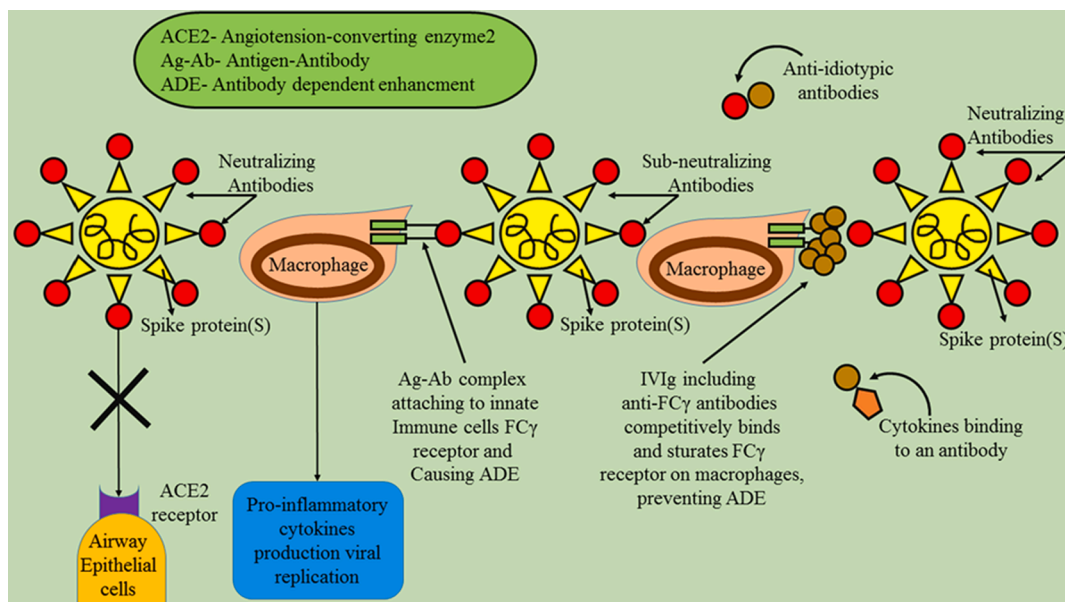 ACE2- Angiotension-converting enzyme2
Ag-Ab- Antigen-Antibody
ADE- Antibody dependent enhancment
Anti-idiotypic
antibodies
Neutralizing
Antibodies
Neutralizing
Antibodies
Sub-neutralizing
Antibodies
Macrophage
Macrophage
Spike protein(S)
Spike protein(S)
Spike protein(S)
Ag-Ab complex
attaching to innate
Immune cells FCγ
receptor and
Causing ADE
IVIg including
anti-FCγ antibodies
competitively binds
and sturates FCγ
receptor on macrophages,
preventing ADE
Cytokines binding
to an antibody
ACE2
receptor
Airway
Epithelial
cells
Pro-inflammatory
cytokines
production viral
replication